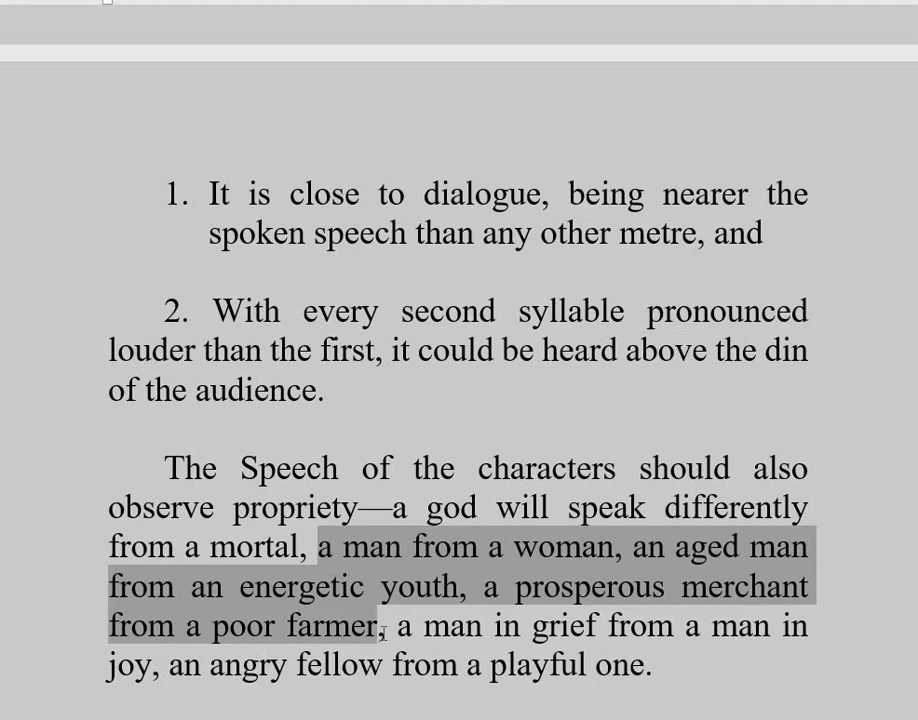 1. It is close to dialogue, being nearer the
spoken speech than any other metre, and
2. With every second syllable pronounced
louder than the first, it could be heard above the din
of the audience.
The Speech of the characters should also
observe propriety—a god will speak differently
from a mortal, a man from a woman, an aged man
from an energetic youth, a prosperous merchant
from a poor farmer, a man in grief from a man in
joy, an angry fellow from a playful one.